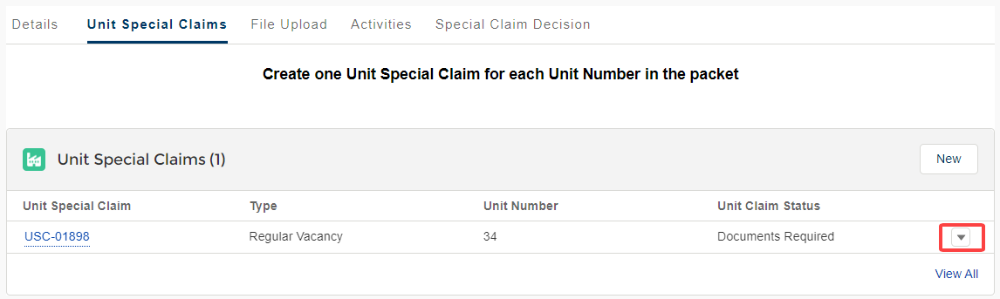 Details Unit Special Claims File Upload Activities Special Claim Decision
Create one Unit Special Claim for each Unit Number in the packet
Unit Special Claims (1) New
Unit Special Claim Type Unit Number Unit Claim Status
USC-01898 Regular Vacancy 34 Documents Required
View All